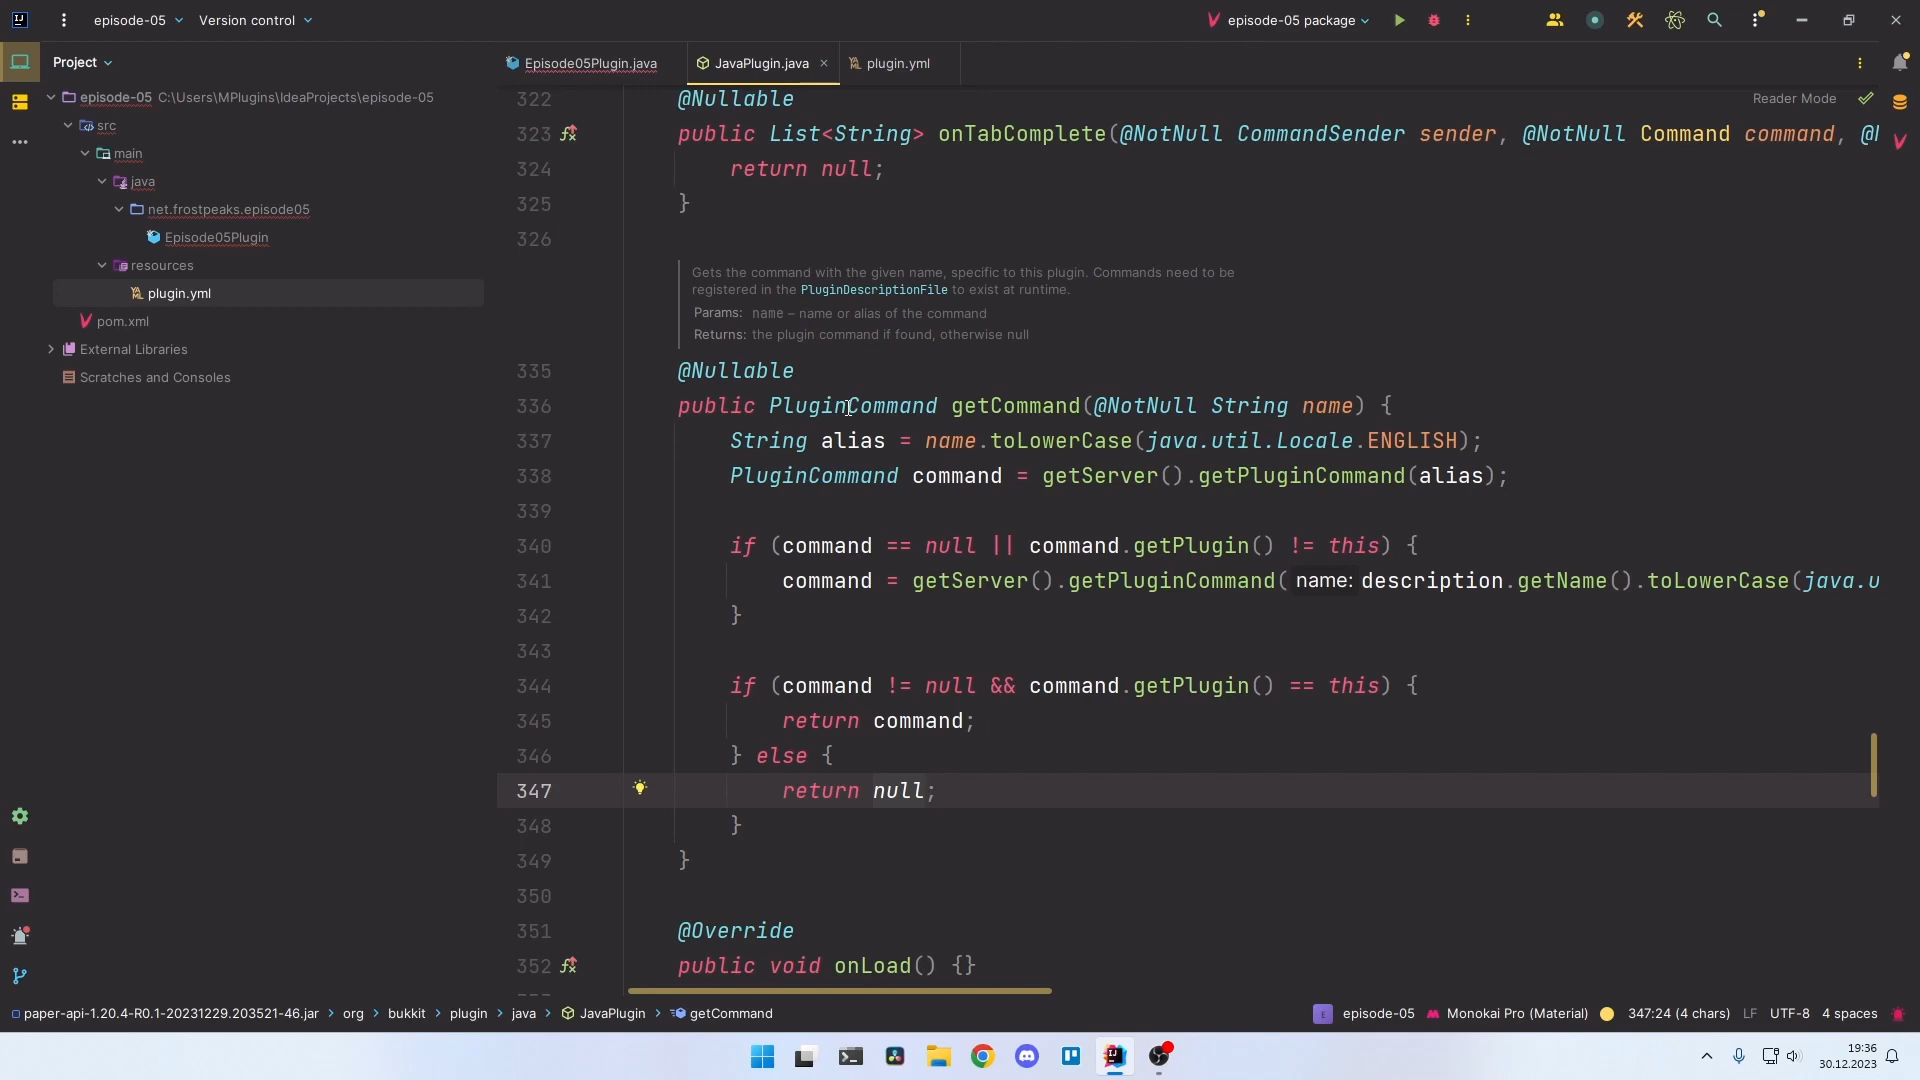 episode-05
Version control
episode-05 package
Project
Episode05Plugin.java
JavaPlugin.java
plugin.yml
episode-05 C:\Users\MPlugins\IdeaProjects\episode-05
src
main
java
net.frostpeaks.episode05
Episode05Plugin
resources
plugin.yml
pom.xml
External Libraries
Scratches and Consoles
Reader Mode
322 @Nullable
323 public List<String> onTabComplete(@NotNull CommandSender sender, @NotNull Command command, @
324 return null;
325 }
326
Gets the command with the given name, specific to this plugin. Commands need to be
registered in the PluginDescriptionFile to exist at runtime.
Params: name – name or alias of the command
Returns: the plugin command if found, otherwise null
335 @Nullable
336 public PluginCommand getCommand(@NotNull String name) {
337 String alias = name.toLowerCase(java.util.Locale.ENGLISH);
338 PluginCommand command = getServer().getPluginCommand(alias);
339
340 if (command == null || command.getPlugin() != this) {
341 command = getServer().getPluginCommand( name: description.getName().toLowerCase(java.u
342 }
343
344 if (command != null && command.getPlugin() == this) {
345 return command;
346 } else {
347 return null;
348 }
349 }
350
351 @Override
352 public void onLoad() {}
paper-api-1.20.4-R0.1-20231229.203521-46.jar > org > bukkit > plugin > java > JavaPlugin > getCommand
E episode-05 Monokai Pro (Material) 347:24 (4 chars) LF UTF-8 4 spaces
19:36
30.12.2023